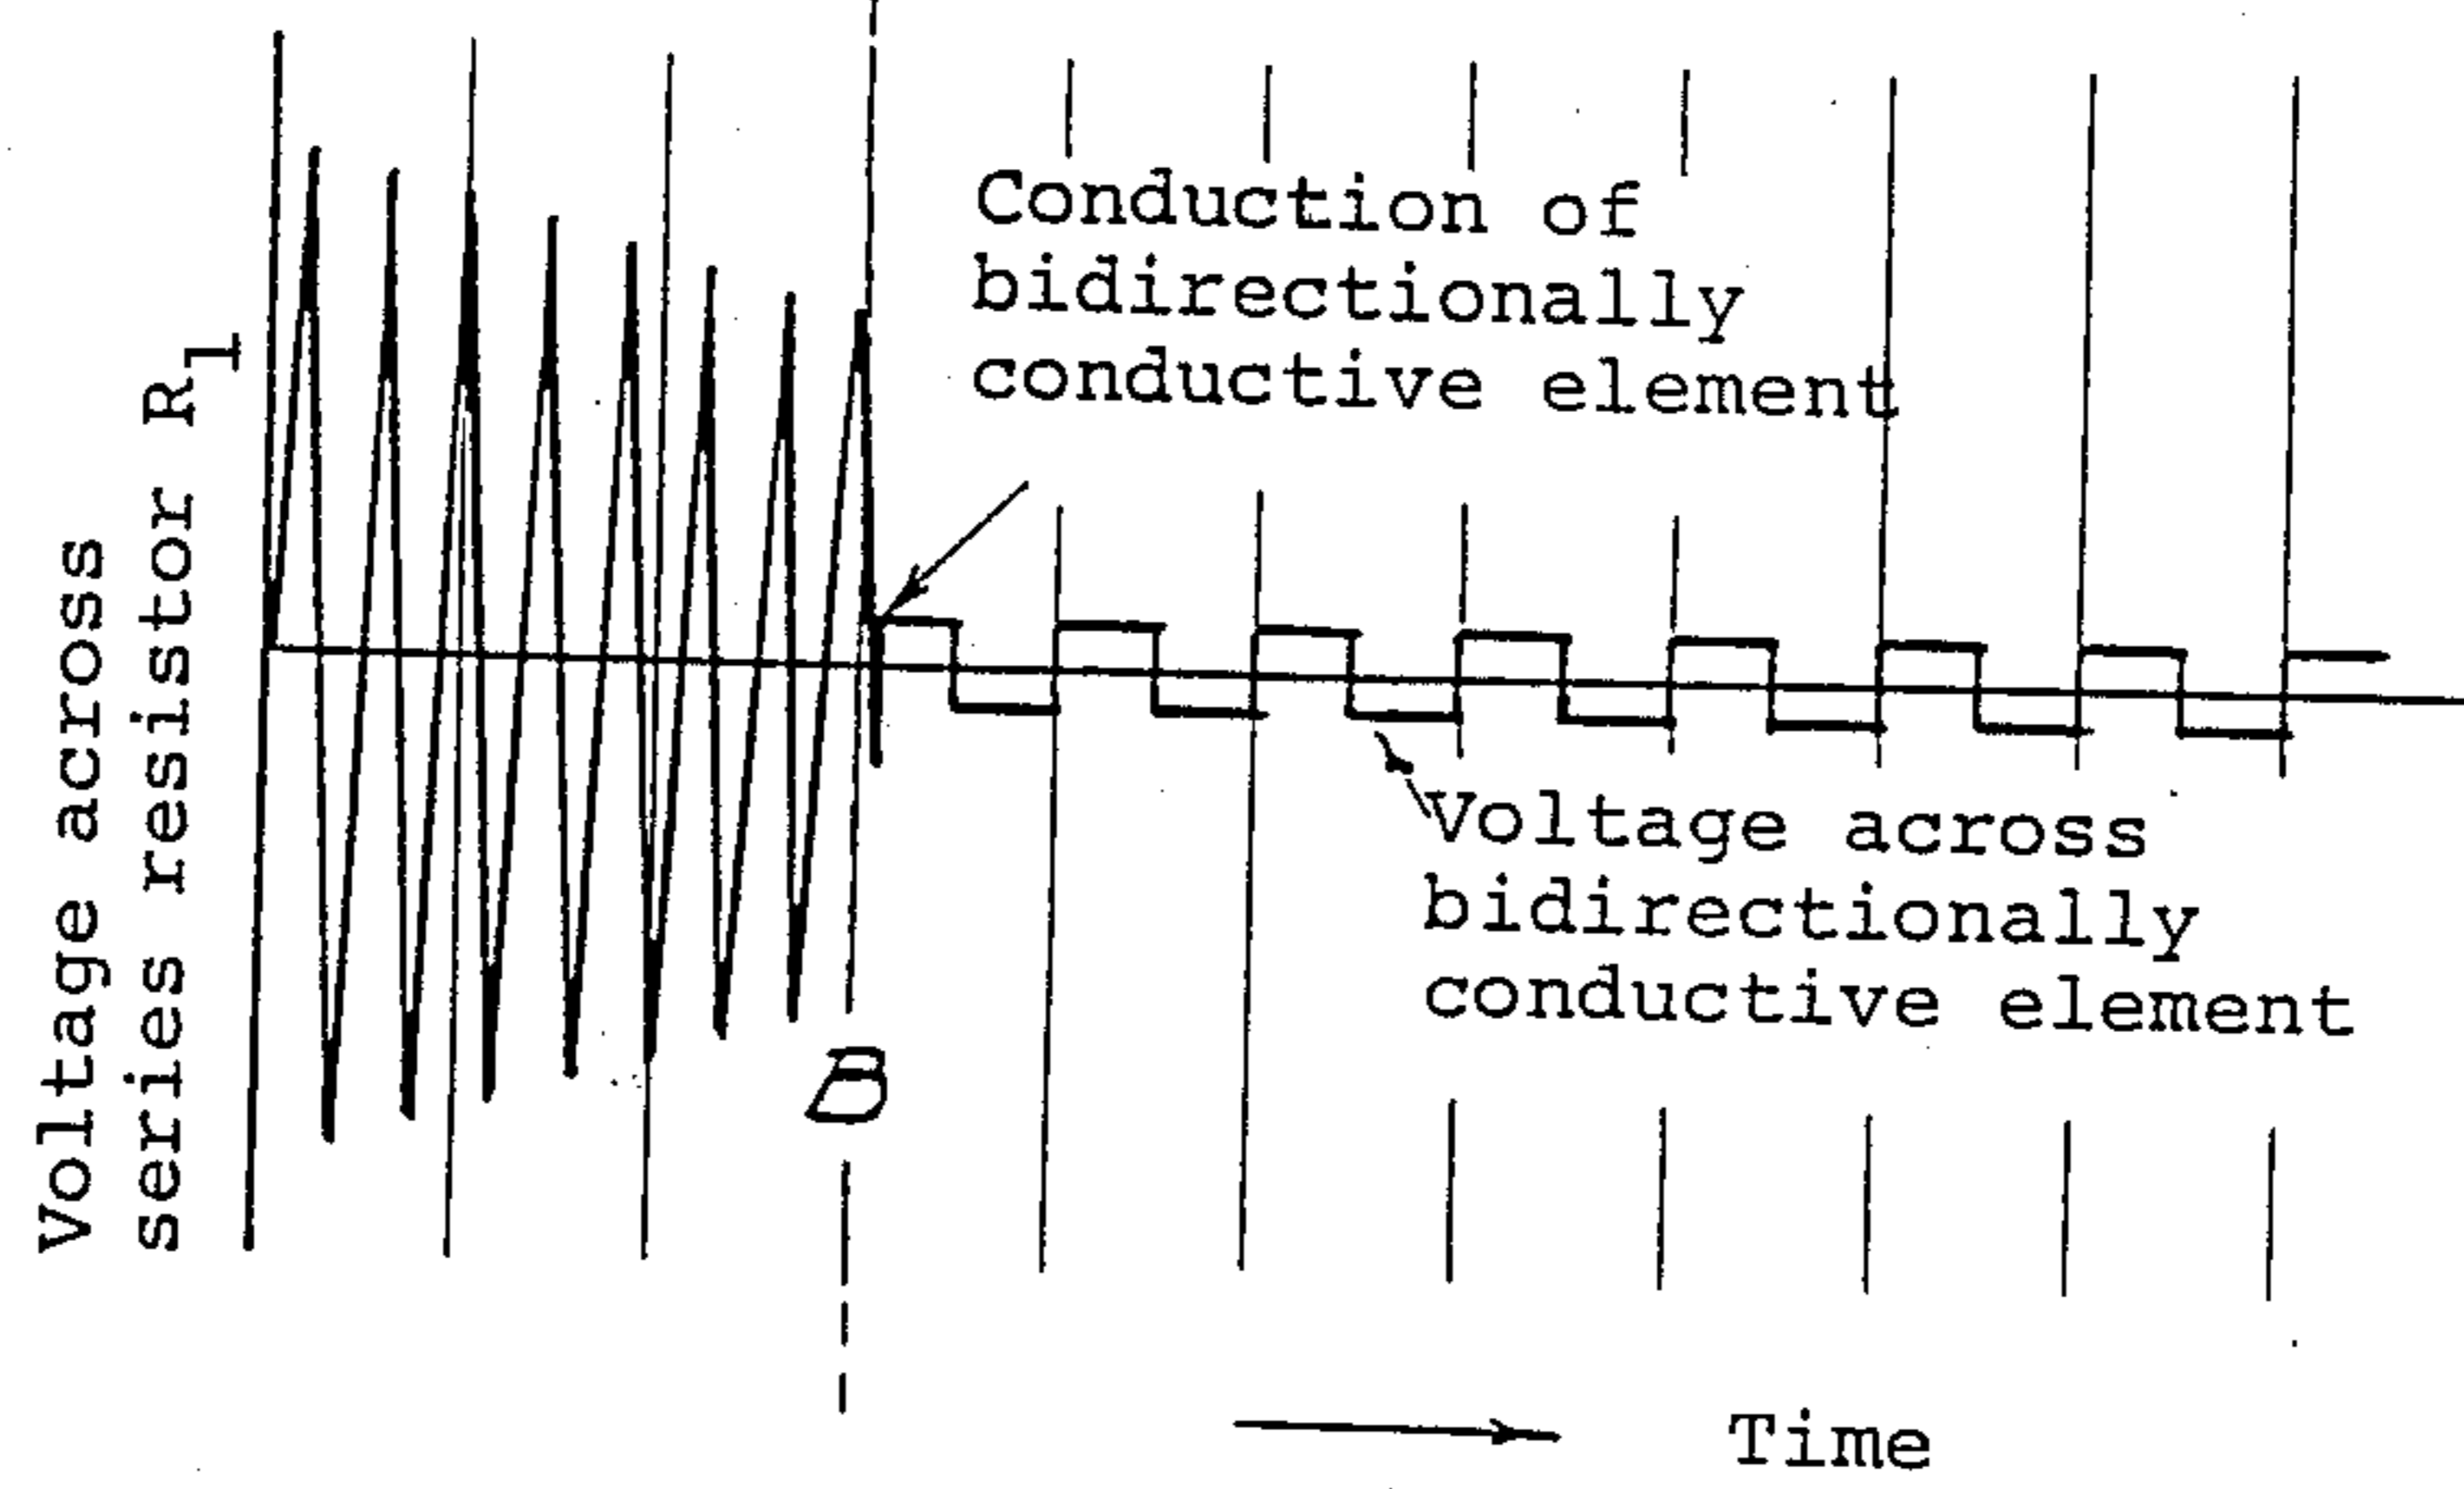 Voltage across
series resistor R1
Conduction of
bidirectionally
conductive element
Voltage across
bidirectionally
conductive element
B
Time